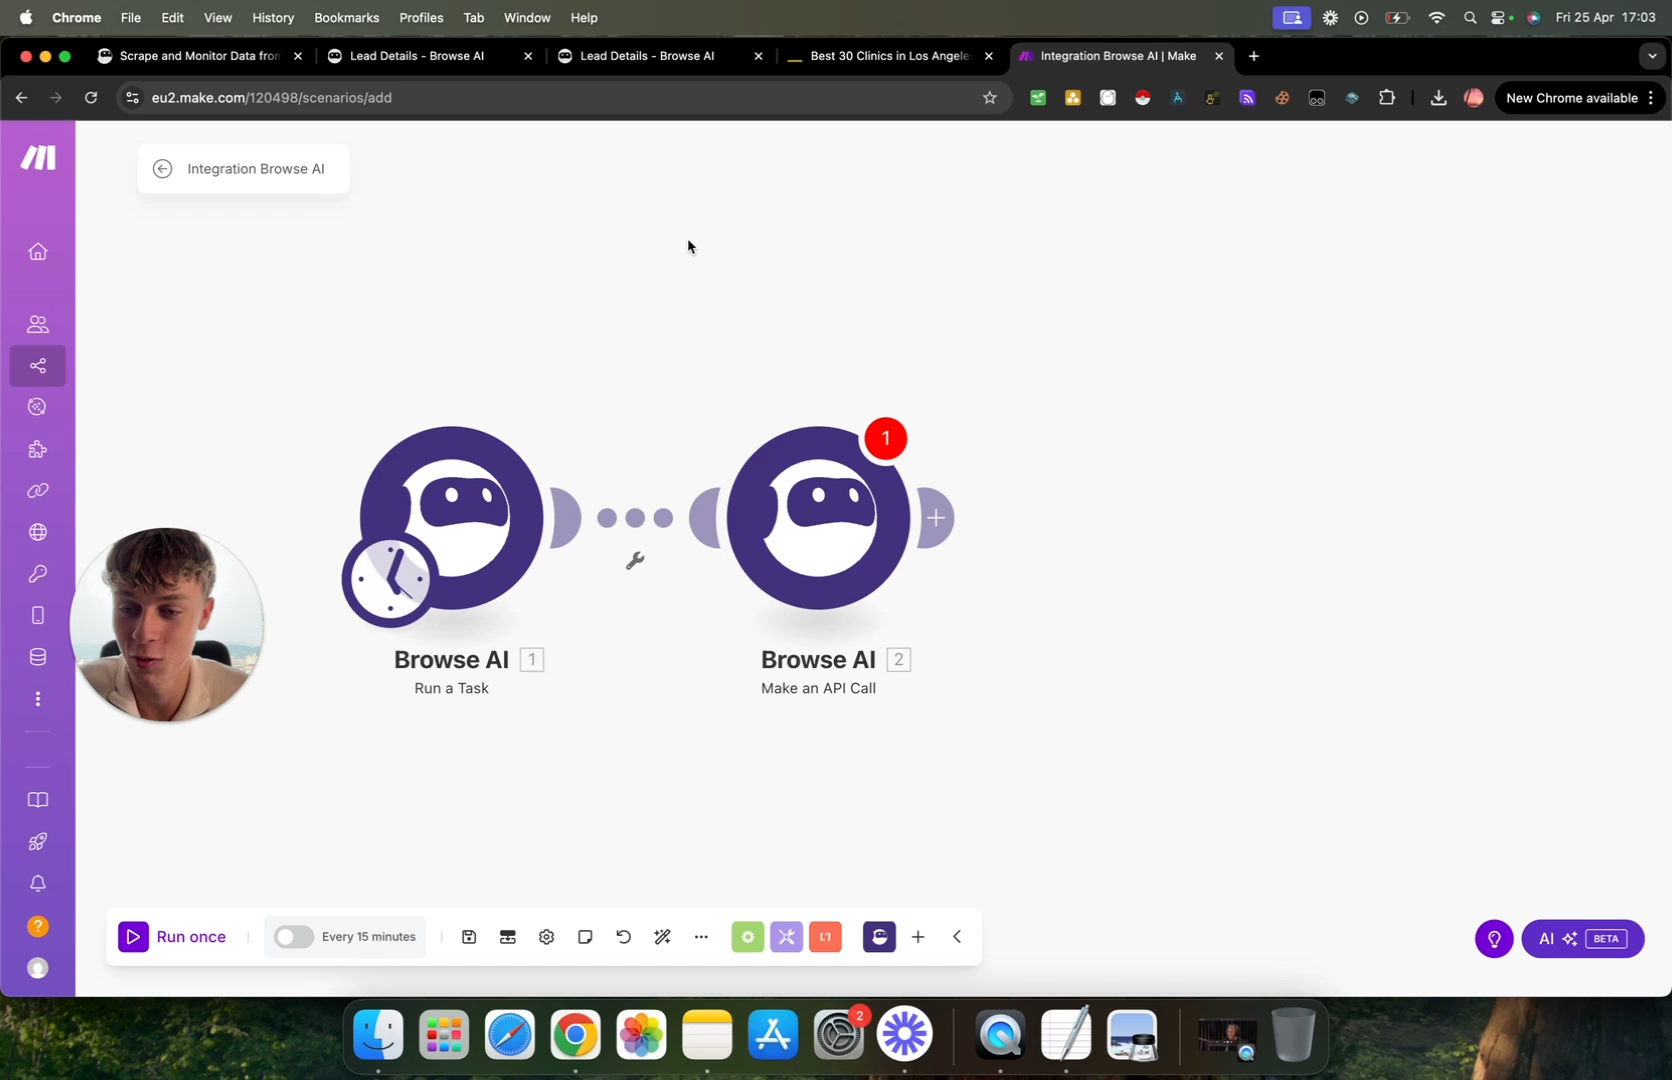 Chrome File Edit View History Bookmarks Profiles Tab Window Help Fri 25 Apr 17:03
Scrape and Monitor Data from Lead Details - Browse AI Lead Details - Browse AI Best 30 Clinics in Los Angele Integration Browse AI | Make
eu2.make.com/120498/scenarios/add New Chrome available
Integration Browse AI
1
Browse AI 1 Browse AI 2
Run a Task Make an API Call
Run once Every 15 minutes AI BETA
?
2